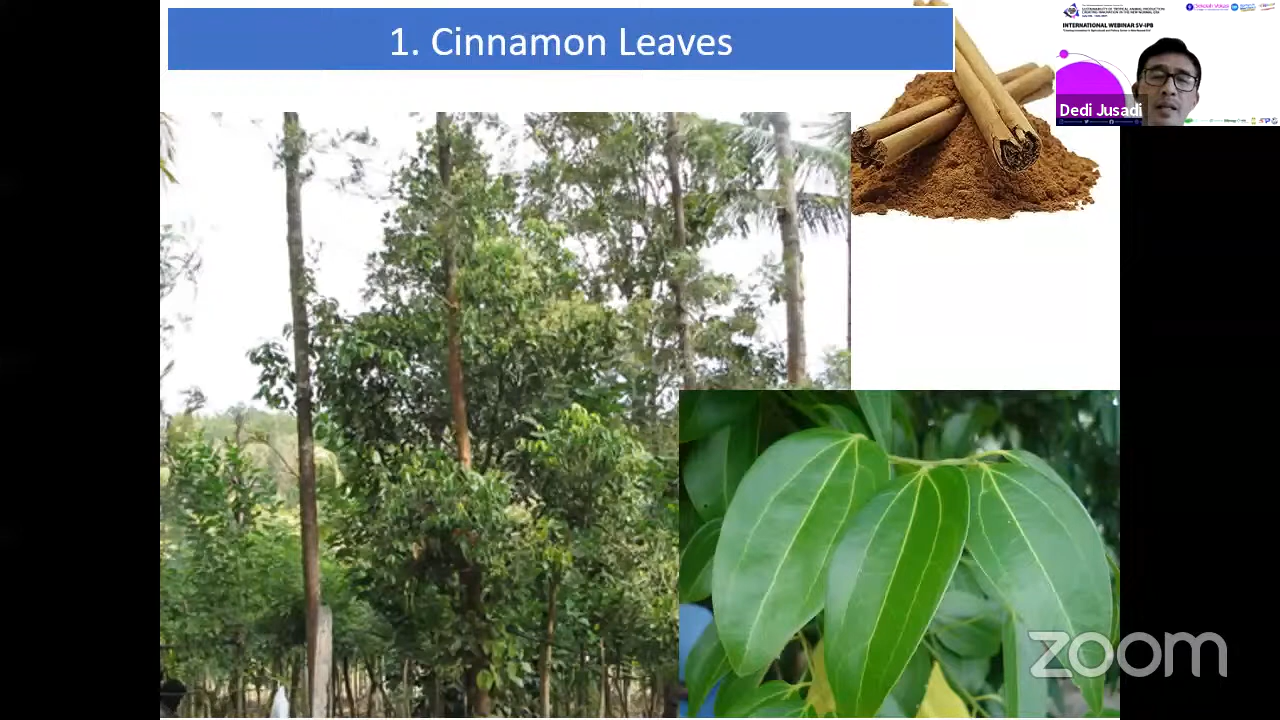 1. Cinnamon Leaves
INTERNATIONAL WEBINAR SV-IPB
Dedi Jusadi
zoom